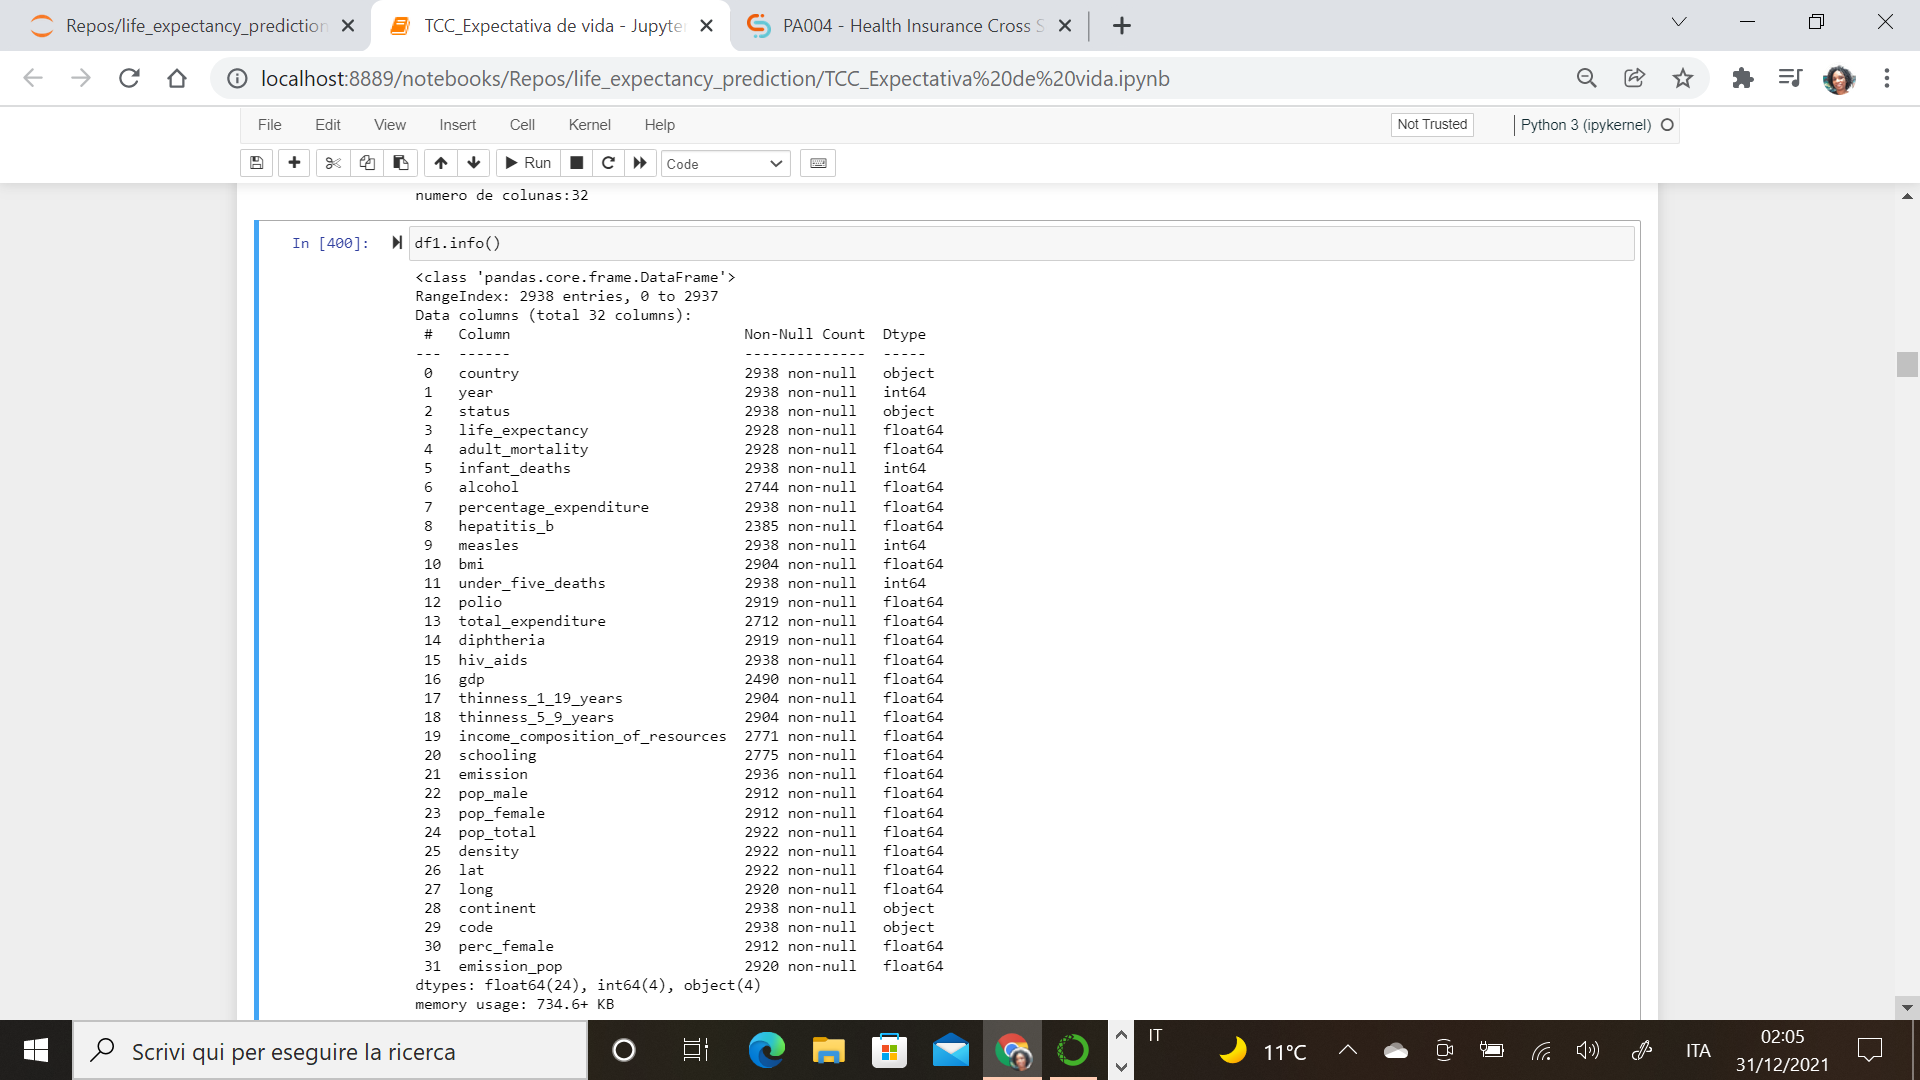 Repos/life_expectancy_prediction
TCC_Expectativa de vida - Jupyte
PA004 - Health Insurance Cross S
localhost:8889/notebooks/Repos/life_expectancy_prediction/TCC_Expectativa%20de%20vida.ipynb
File Edit View Insert Cell Kernel Help Not Trusted Python 3 (ipykernel)
Run Code
numero de colunas:32
In [400]: df1.info()
<class 'pandas.core.frame.DataFrame'>
RangeIndex: 2938 entries, 0 to 2937
Data columns (total 32 columns):
# Column Non-Null Count Dtype
--- ------ -------------- -----
0 country 2938 non-null object
1 year 2938 non-null int64
2 status 2938 non-null object
3 life_expectancy 2928 non-null float64
4 adult_mortality 2928 non-null float64
5 infant_deaths 2938 non-null int64
6 alcohol 2744 non-null float64
7 percentage_expenditure 2938 non-null float64
8 hepatitis_b 2385 non-null float64
9 measles 2938 non-null int64
10 bmi 2904 non-null float64
11 under_five_deaths 2938 non-null int64
12 polio 2919 non-null float64
13 total_expenditure 2712 non-null float64
14 diphtheria 2919 non-null float64
15 hiv_aids 2938 non-null float64
16 gdp 2490 non-null float64
17 thinness_1_19_years 2904 non-null float64
18 thinness_5_9_years 2904 non-null float64
19 income_composition_of_resources 2771 non-null float64
20 schooling 2775 non-null float64
21 emission 2936 non-null float64
22 pop_male 2912 non-null float64
23 pop_female 2912 non-null float64
24 pop_total 2922 non-null float64
25 density 2922 non-null float64
26 lat 2922 non-null float64
27 long 2920 non-null float64
28 continent 2938 non-null object
29 code 2938 non-null object
30 perc_female 2912 non-null float64
31 emission_pop 2920 non-null float64
dtypes: float64(24), int64(4), object(4)
memory usage: 734.6+ KB
Scrivi qui per eseguire la ricerca
IT
11°C
ITA
02:05
31/12/2021